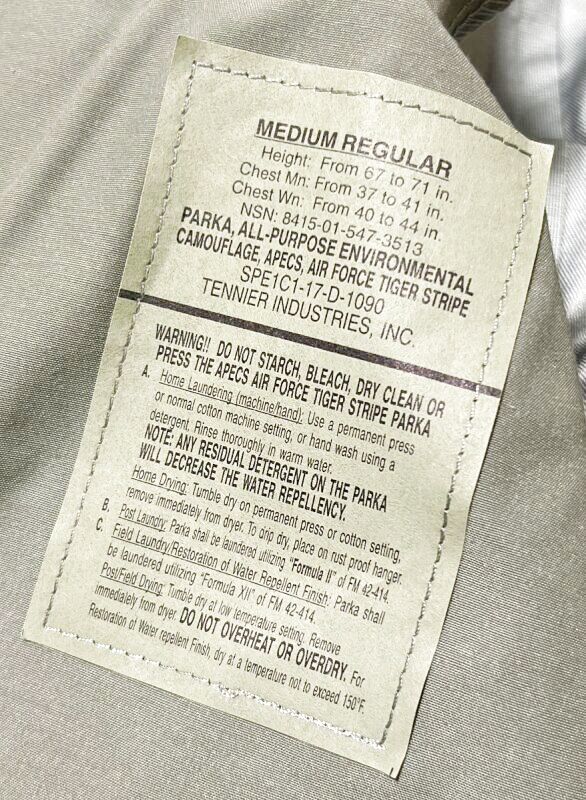 MEDIUM REGULAR
Height: From 67 to 71 in.
Chest Mn: From 37 to 41 in.
Chest Wn: From 40 to 44 in.
NSN: 8415-01-547-3513
PARKA, ALL-PURPOSE ENVIRONMENTAL
CAMOUFLAGE, APECS, AIR FORCE TIGER STRIPE
SPE1C1-17-D-1090
TENNIER INDUSTRIES, INC.
WARNING!! DO NOT STARCH, BLEACH, DRY CLEAN OR
PRESS THE APECS AIR FORCE TIGER STRIPE PARKA
A. Home Laundering (machine/hand): Use a permanent press
or normal cotton machine setting, or hand wash using a
detergent. Rinse thoroughly in warm water.
NOTE: ANY RESIDUAL DETERGENT ON THE PARKA
WILL DECREASE THE WATER REPELLENCY.
Home Drying: Tumble dry on permanent press or cotton setting,
remove immediately from dryer. To drip dry, place on rust proof hanger.
B. Post Laundry: Parka shall be laundered utilizing "Formula II" of FM 42-414.
C. Field Laundry/Restoration of Water Repellent Finish: Parka shall
be laundered utilizing "Formula XII" of FM 42-414.
Post/Field Drying: Tumble dry at low temperature setting. Remove
immediately from dryer. DO NOT OVERHEAT OR OVERDRY. For
Restoration of Water repellent Finish, dry at a temperature not to exceed 150°F.